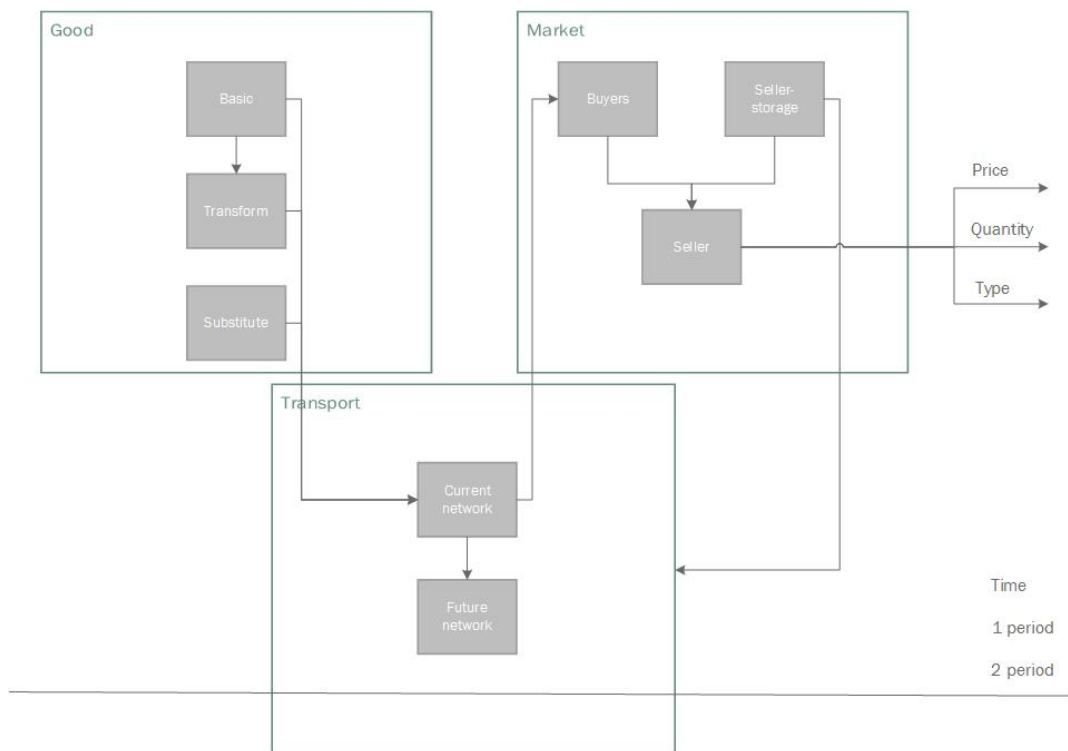 Good
Basic
Transform
Substitute
Market
Buyers
Seller-
storage
Seller
Price
Quantity
Type
Transport
Current
network
Future
network
Time
1 period
2 period